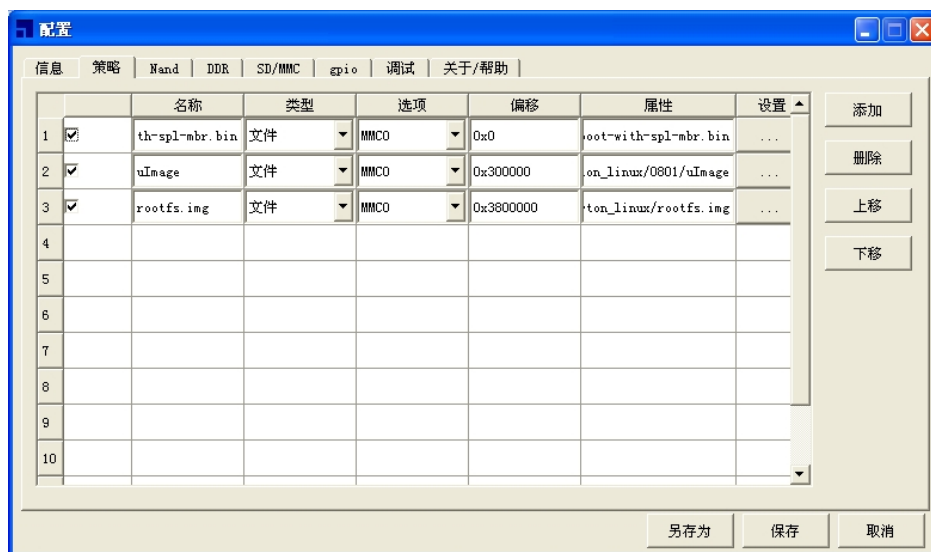 配置
信息 策略 Nand DDR SD/MMC gpio 调试 关于/帮助
名称 类型 选项 偏移 属性 设置
1 th-spl-mbr.bin 文件 MMC0 0x0 oot-with-spl-mbr.bin ...
2 uImage 文件 MMC0 0x300000 on_linux/0801/uImage ...
3 rootfs.img 文件 MMC0 0x3800000 ton_linux/rootfs.img ...
4
5
6
7
8
9
10
添加
删除
上移
下移
另存为 保存 取消